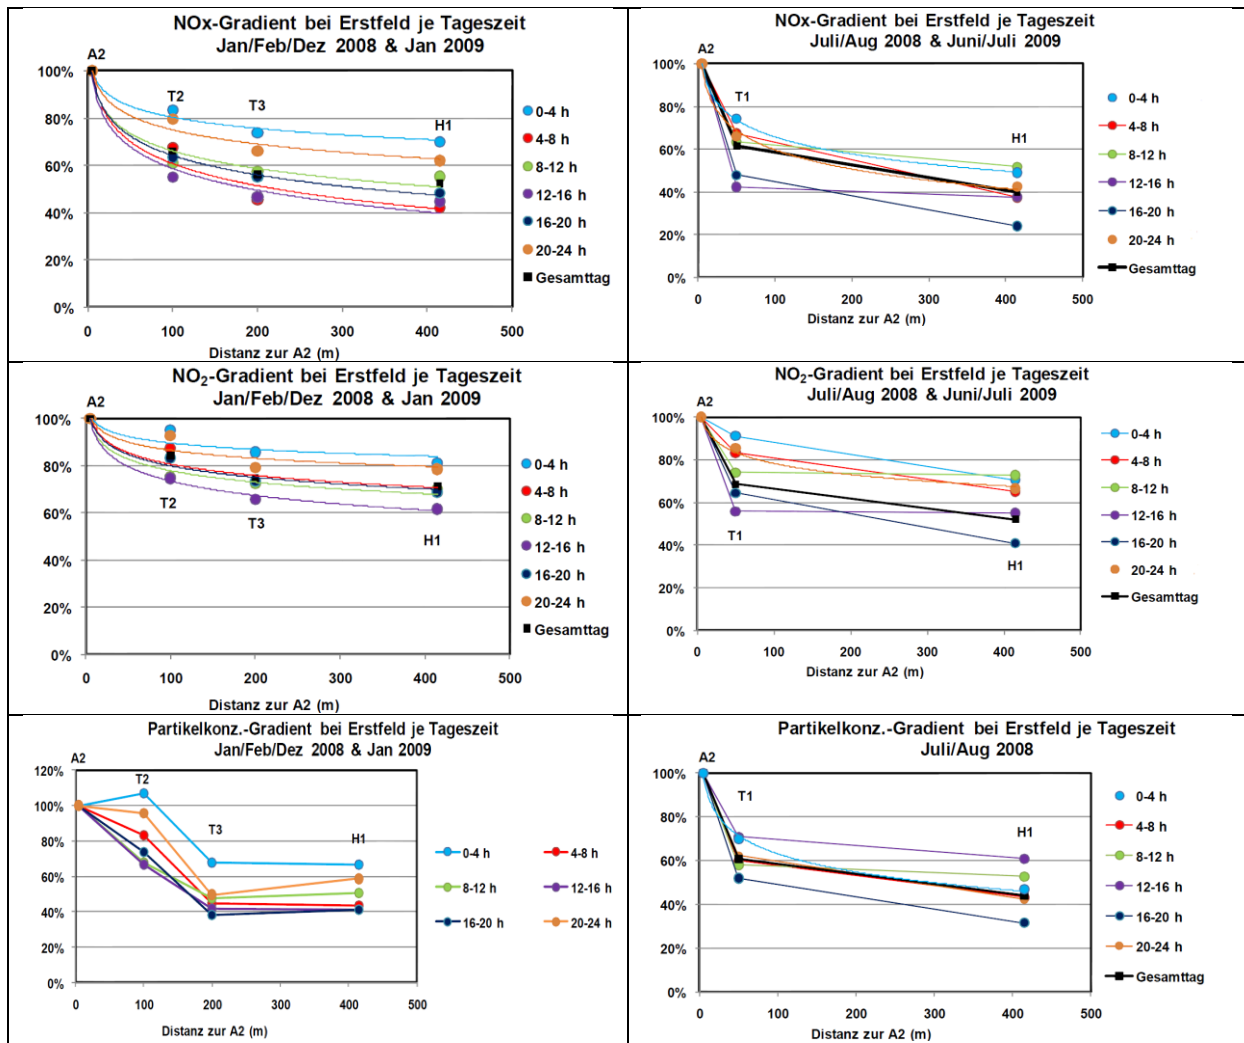 NOx-Gradient bei Erstfeld je Tageszeit
Jan/Feb/Dez 2008 & Jan 2009
A2
100%
80%
60%
40%
20%
0%
T2
T3
H1
0
100
200
300
400
500
Distanz zur A2 (m)
0-4 h
4-8 h
8-12 h
12-16 h
16-20 h
20-24 h
Gesamttag
NOx-Gradient bei Erstfeld je Tageszeit
Juli/Aug 2008 & Juni/Juli 2009
A2
100%
80%
60%
40%
20%
0%
T1
H1
0
100
200
300
400
500
Distanz zur A2 (m)
0-4 h
4-8 h
8-12 h
12-16 h
16-20 h
20-24 h
Gesamttag
NO₂-Gradient bei Erstfeld je Tageszeit
Jan/Feb/Dez 2008 & Jan 2009
A2
100%
80%
60%
40%
20%
0%
T2
T3
H1
0
100
200
300
400
500
Distanz zur A2 (m)
0-4 h
4-8 h
8-12 h
12-16 h
16-20 h
20-24 h
Gesamttag
NO₂-Gradient bei Erstfeld je Tageszeit
Juli/Aug 2008 & Juni/Juli 2009
A2
100%
80%
60%
40%
20%
0%
T1
H1
0
100
200
300
400
500
Distanz zur A2 (m)
0-4 h
4-8 h
8-12 h
12-16 h
16-20 h
20-24 h
Gesamttag
Partikelkonz.-Gradient bei Erstfeld je Tageszeit
Jan/Feb/Dez 2008 & Jan 2009
A2
120%
100%
80%
60%
40%
20%
0%
T2
T3
H1
0
100
200
300
400
500
Distanz zur A2 (m)
0-4 h
4-8 h
8-12 h
12-16 h
16-20 h
20-24 h
Partikelkonz.-Gradient bei Erstfeld je Tageszeit
Juli/Aug 2008
A2
100%
80%
60%
40%
20%
0%
T1
H1
0
100
200
300
400
500
Distanz zur A2 (m)
0-4 h
4-8 h
8-12 h
12-16 h
16-20 h
20-24 h
Gesamttag